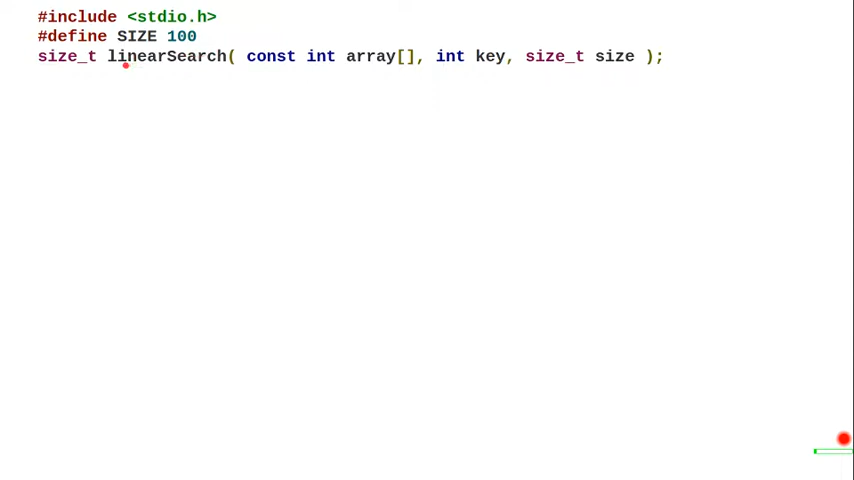 #include <stdio.h>
#define SIZE 100
size_t linearSearch( const int array[], int key, size_t size );